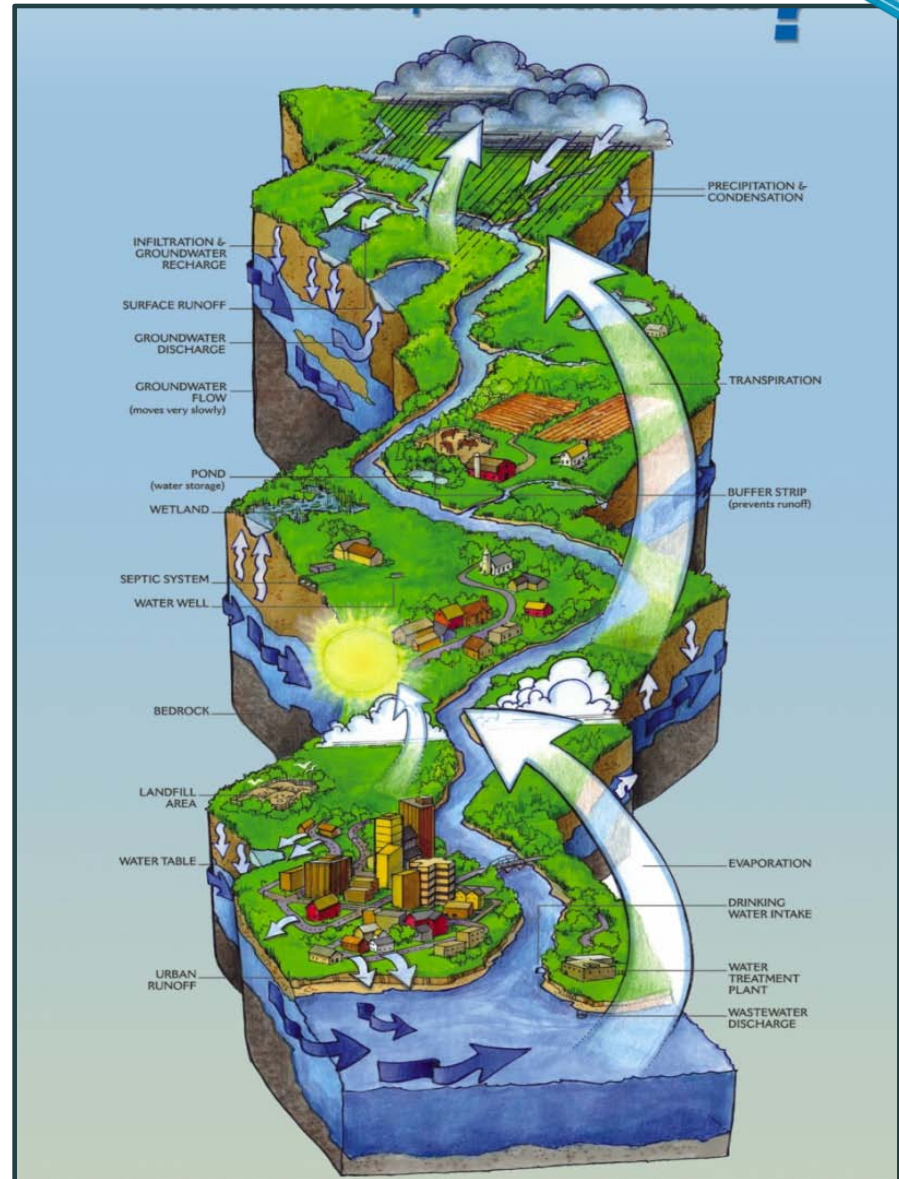 PRECIPITATION &
CONDENSATION
INFILTRATION &
GROUNDWATER
RECHARGE
SURFACE RUNOFF
GROUNDWATER
DISCHARGE
GROUNDWATER
FLOW
(moves very slowly)
TRANSPIRATION
POND
(water storage)
WETLAND
BUFFER STRIP
(prevents runoff)
SEPTIC SYSTEM
WATER WELL
BEDROCK
LANDFILL
AREA
WATER TABLE
EVAPORATION
DRINKING
WATER INTAKE
URBAN
RUNOFF
WATER
TREATMENT
PLANT
WASTEWATER
DISCHARGE